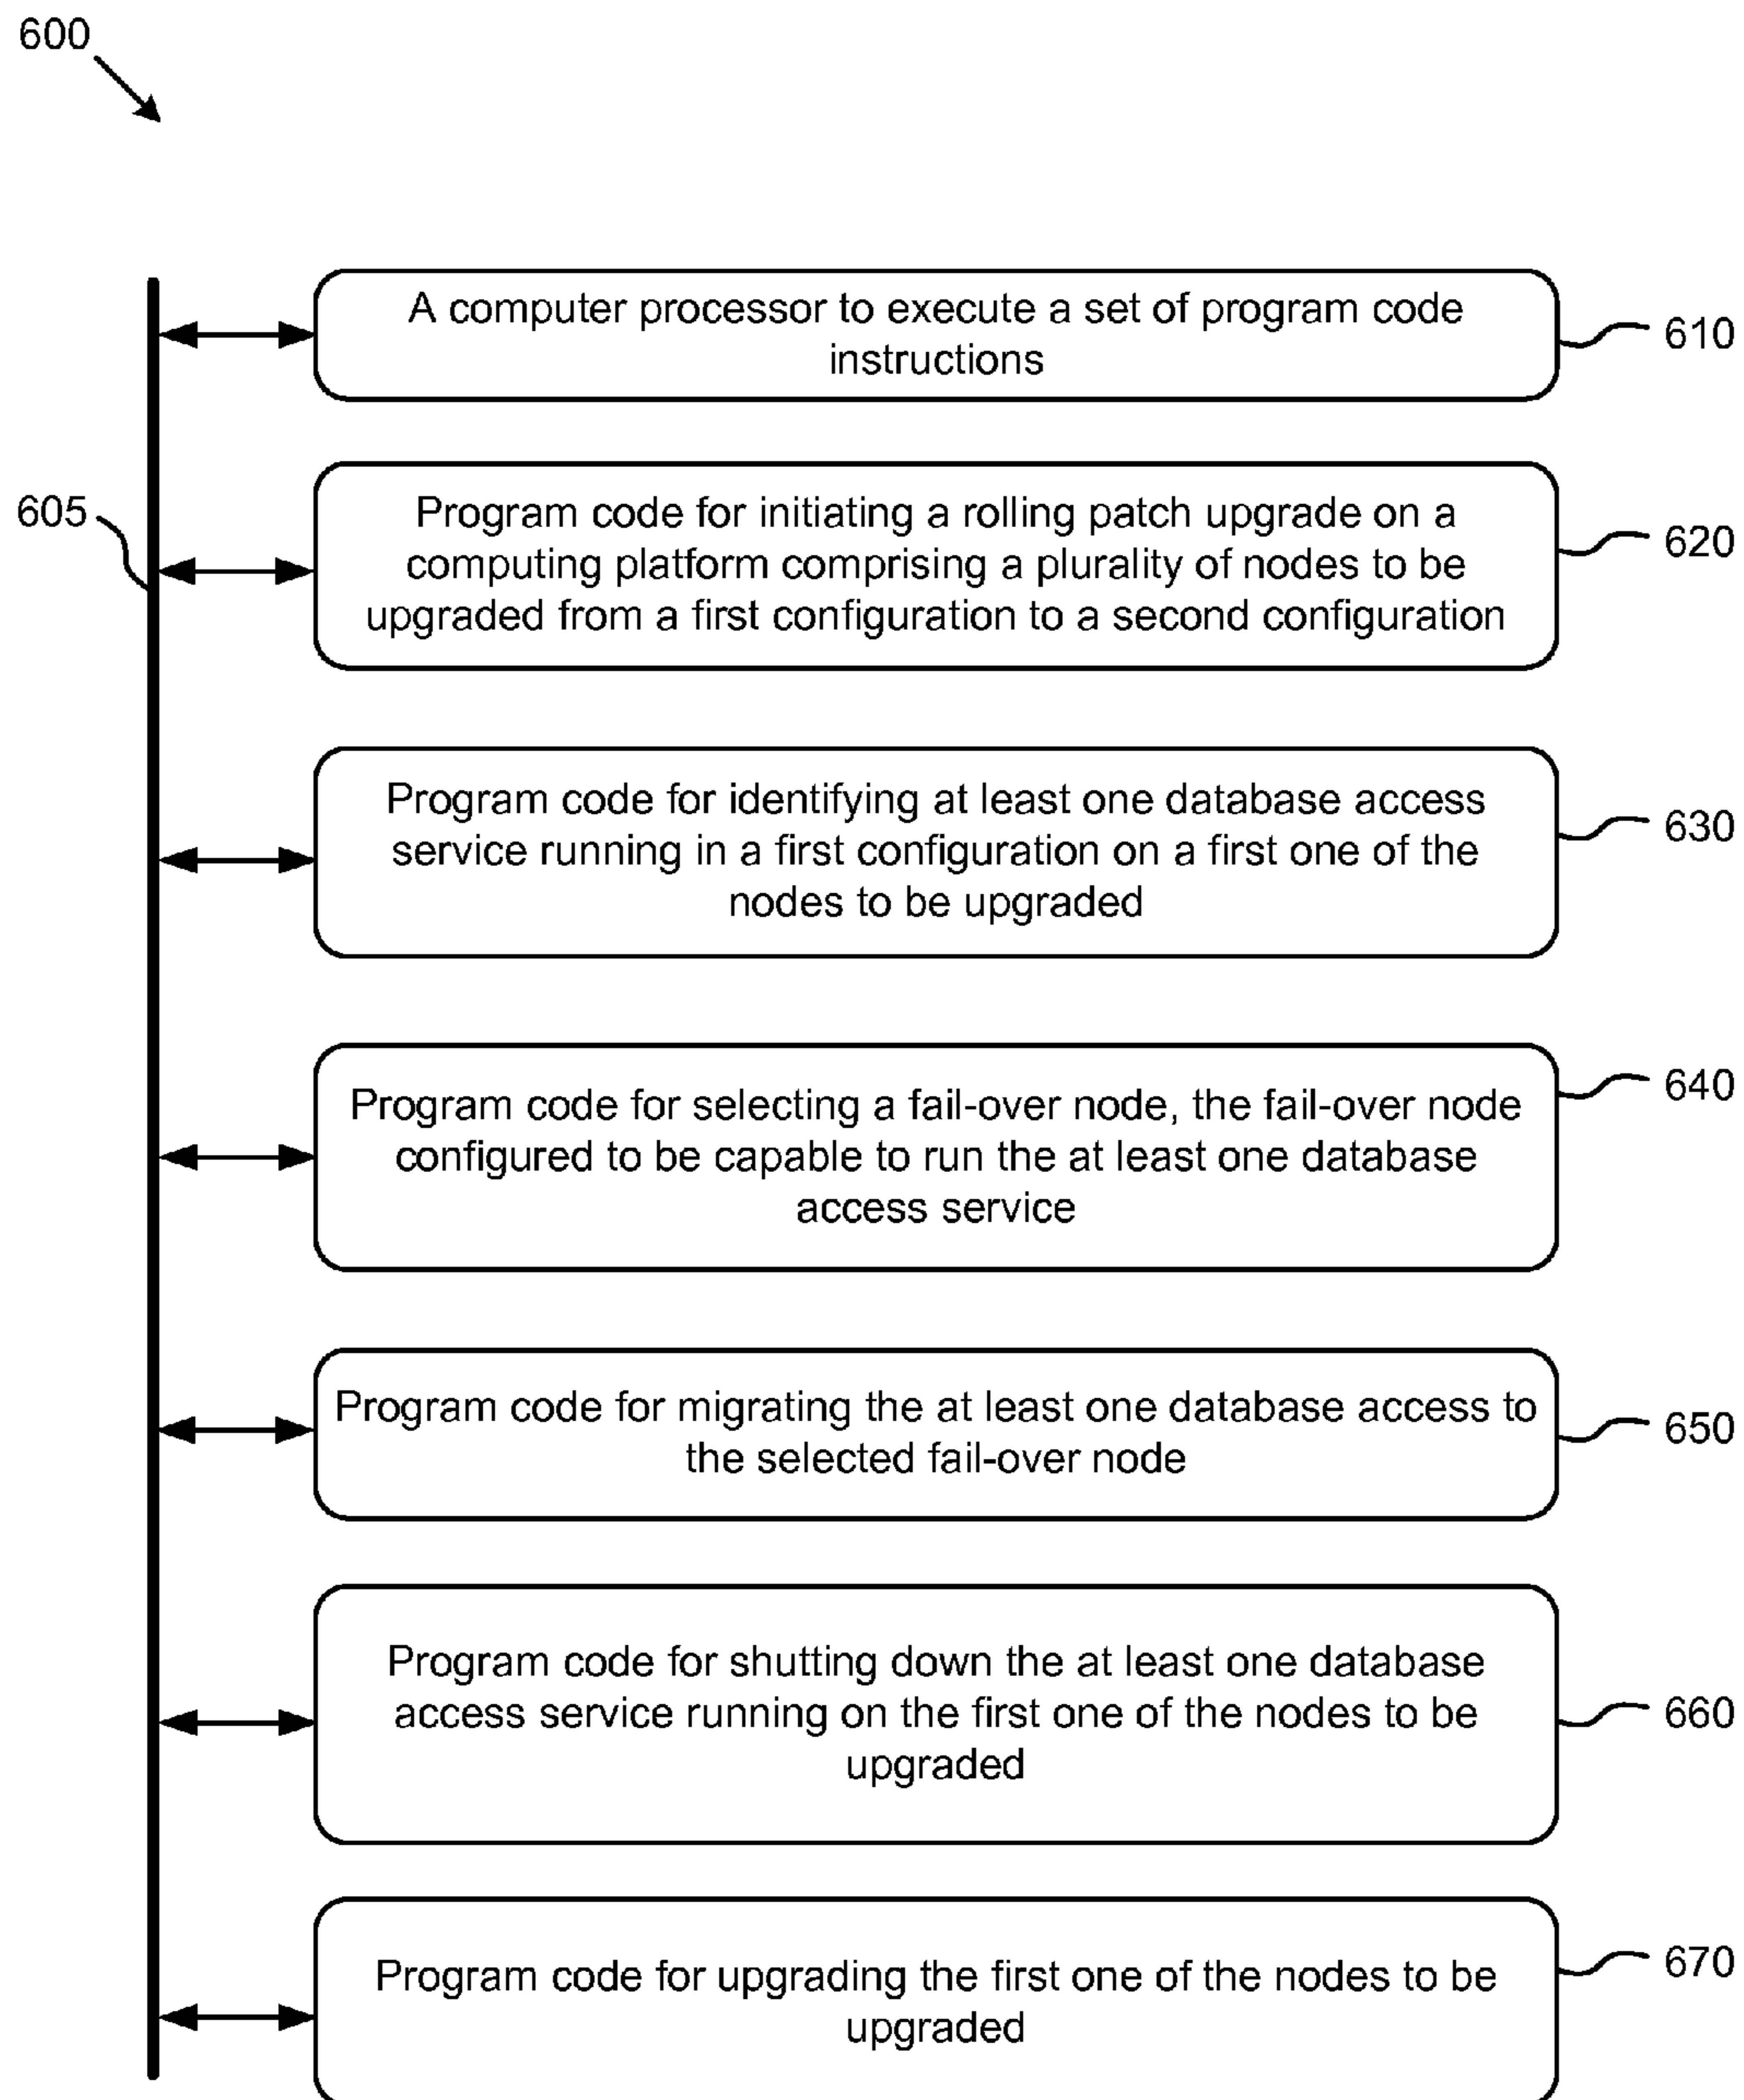 600
A computer processor to execute a set of program code
instructions
610
605
Program code for initiating a rolling patch upgrade on a
computing platform comprising a plurality of nodes to be
upgraded from a first configuration to a second configuration
620
Program code for identifying at least one database access
service running in a first configuration on a first one of the
nodes to be upgraded
630
Program code for selecting a fail-over node, the fail-over node
configured to be capable to run the at least one database
access service
640
Program code for migrating the at least one database access to
the selected fail-over node
650
Program code for shutting down the at least one database
access service running on the first one of the nodes to be
upgraded
660
Program code for upgrading the first one of the nodes to be
upgraded
670